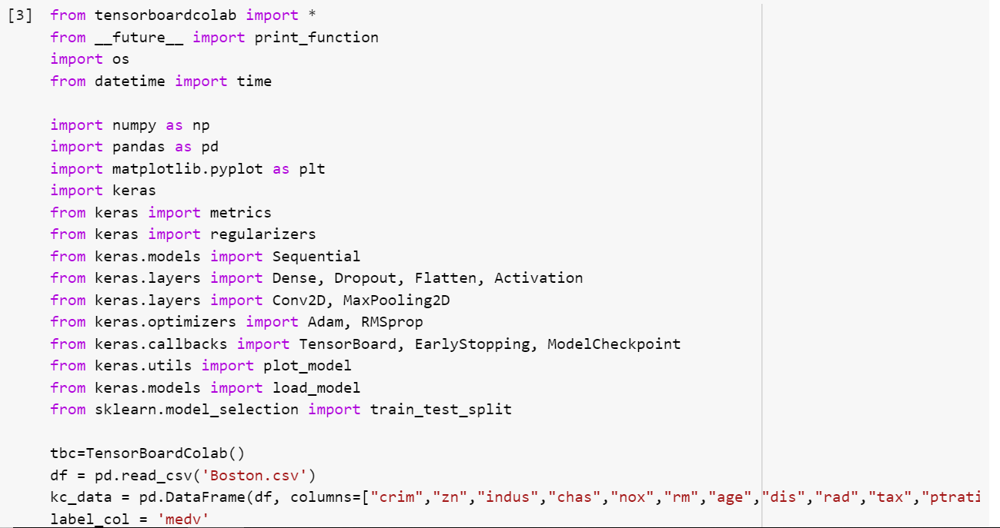 [3] from tensorboardcolab import *
from __future__ import print_function
import os
from datetime import time
import numpy as np
import pandas as pd
import matplotlib.pyplot as plt
import keras
from keras import metrics
from keras import regularizers
from keras.models import Sequential
from keras.layers import Dense, Dropout, Flatten, Activation
from keras.layers import Conv2D, MaxPooling2D
from keras.optimizers import Adam, RMSprop
from keras.callbacks import TensorBoard, EarlyStopping, ModelCheckpoint
from keras.utils import plot_model
from keras.models import load_model
from sklearn.model_selection import train_test_split
tbc=TensorBoardColab()
df = pd.read_csv('Boston.csv')
kc_data = pd.DataFrame(df, columns=["crim","zn","indus","chas","nox","rm","age","dis","rad","tax","ptrati
label_col = 'medv'